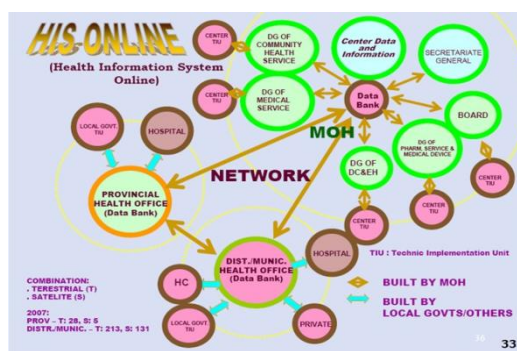 HIS-ONLINE
(Health Information System
Online)
CENTER
TIU
DG OF
COMMUNITY
HEALTH
SERVICE
Center Data
and
Information
SECRETARIATE
GENERAL
CENTER
TIU
DG OF
MEDICAL
SERVICE
Data
Bank
BOARD
MOH
LOCAL GOVT.
TIU
HOSPITAL
DG OF
PHARM, SERVICE &
MEDICAL DEVICE
DG OF
DC&EH
CENTER
TIU
NETWORK
PROVINCIAL
HEALTH OFFICE
(Data Bank)
CENTER
TIU
CENTER
TIU
DIST./MUNIC.
HEALTH OFFICE
(Data Bank)
HOSPITAL
TIU : Technic Implementation Unit
HC
LOCAL GOVT.
TIU
PRIVATE
BUILT BY MOH
BUILT BY
LOCAL GOVTS/OTHERS
COMBINATION:
. TERESTRIAL (T)
. SATELITE (S)
2007:
PROV – T: 28, S: 5
DISTR./MUNIC. – T: 213, S: 131
36
33